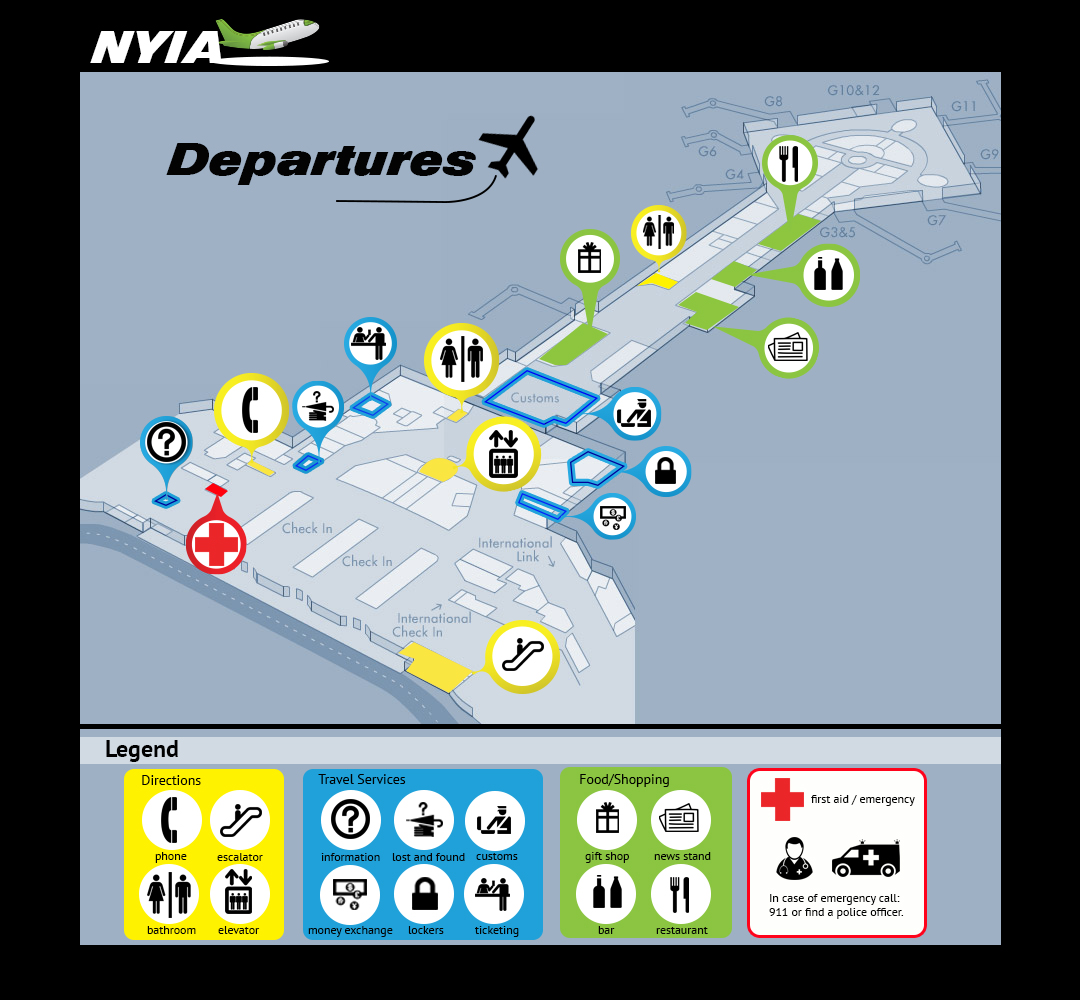 NYIA
Departures
G8
G10&12
G11
G6
G9
G4
G7
G3&5
?
Customs
?
Check In
Check In
International
Link
International
Check In
Legend
Directions
phone
escalator
bathroom
elevator
Travel Services
?
?
information
lost and found
customs
money exchange
lockers
ticketing
Food/Shopping
gift shop
news stand
bar
restaurant
first aid / emergency
In case of emergency call:
911 or find a police officer.